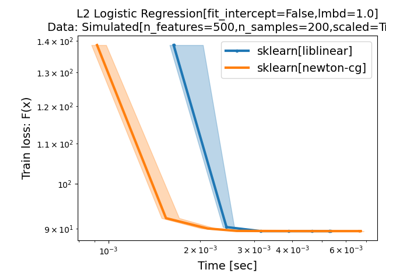 L2 Logistic Regression[fit_intercept=False,lmbd=1.0]
Data: Simulated[n_features=500,n_samples=200,scaled=Tr
sklearn[liblinear]
sklearn[newton-cg]
Train loss: F(x)
1.4 × 10²
1.3 × 10²
1.2 × 10²
1.1 × 10²
10²
9 × 10¹
10⁻³
2 × 10⁻³
3 × 10⁻³
4 × 10⁻³
6 × 10⁻³
Time [sec]